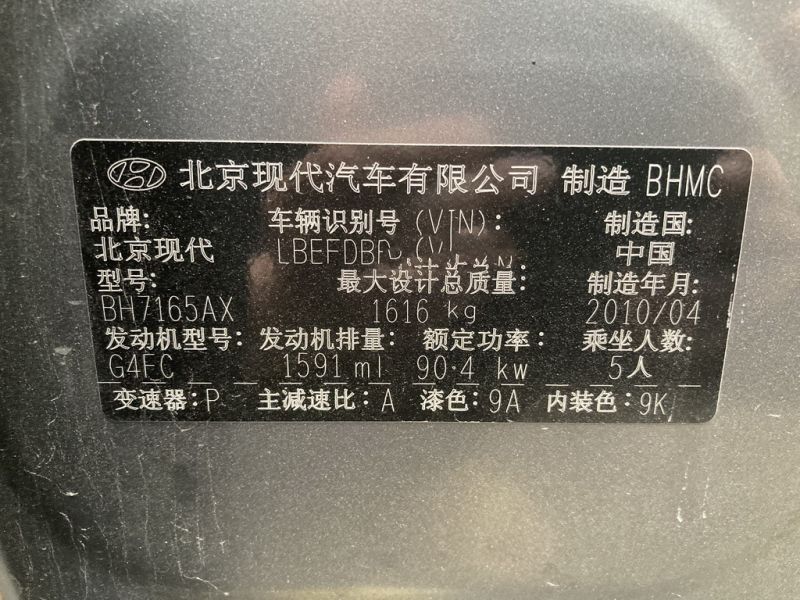 北京现代汽车有限公司 制造 BHMC
品牌: 车辆识别号 (VIN): 制造国:
北京现代 中国
型号: 最大设计总质量: 制造年月:
BH7165AX 1616 kg 2010/04
发动机型号: 发动机排量: 额定功率: 乘坐人数:
G4FC 1591 ml 90.4 kw 5人
变速器:P 主减速比:A 漆色:9A 内装色:9K